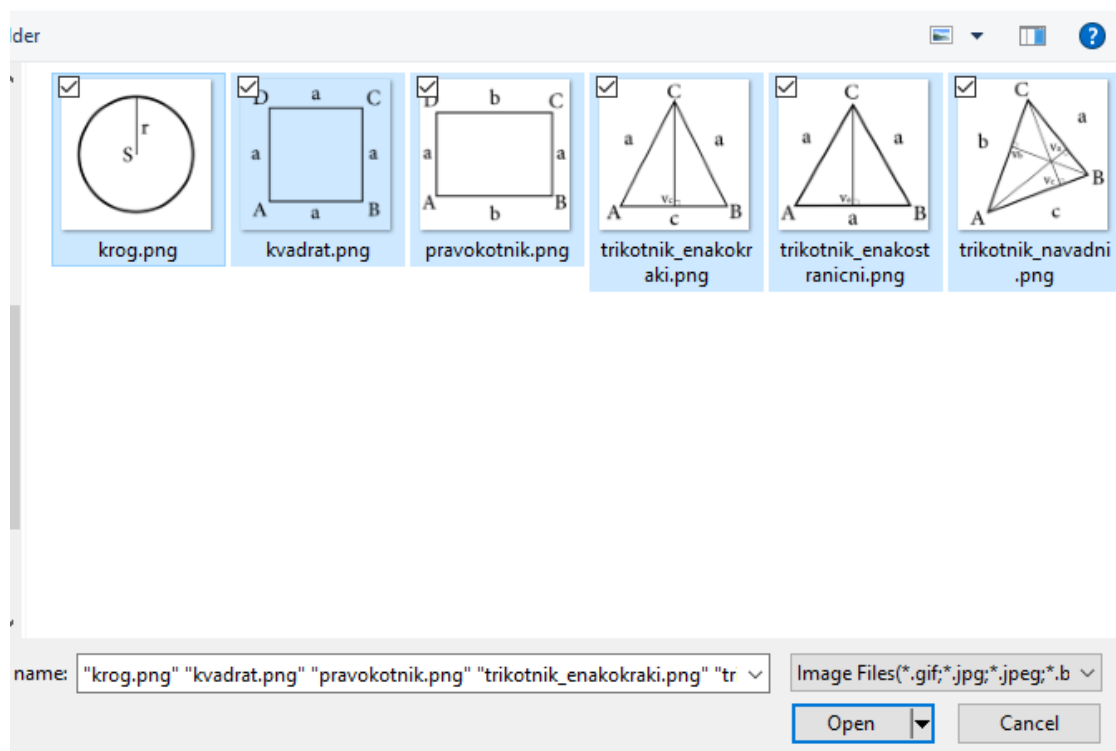 lder
r
S
krog.png
D a C
a a
A a B
kvadrat.png
D b C
a a
A b B
pravokotnik.png
C
a a
A c B
trikotnik_enakokr
aki.png
C
a a
A a B
trikotnik_enakost
ranicni.png
C
b a
B
A c
trikotnik_navadni
.png
name: "krog.png" "kvadrat.png" "pravokotnik.png" "trikotnik_enakokraki.png" "tr
Image Files(*.gif;*.jpg;*.jpeg;*.b
Open Cancel